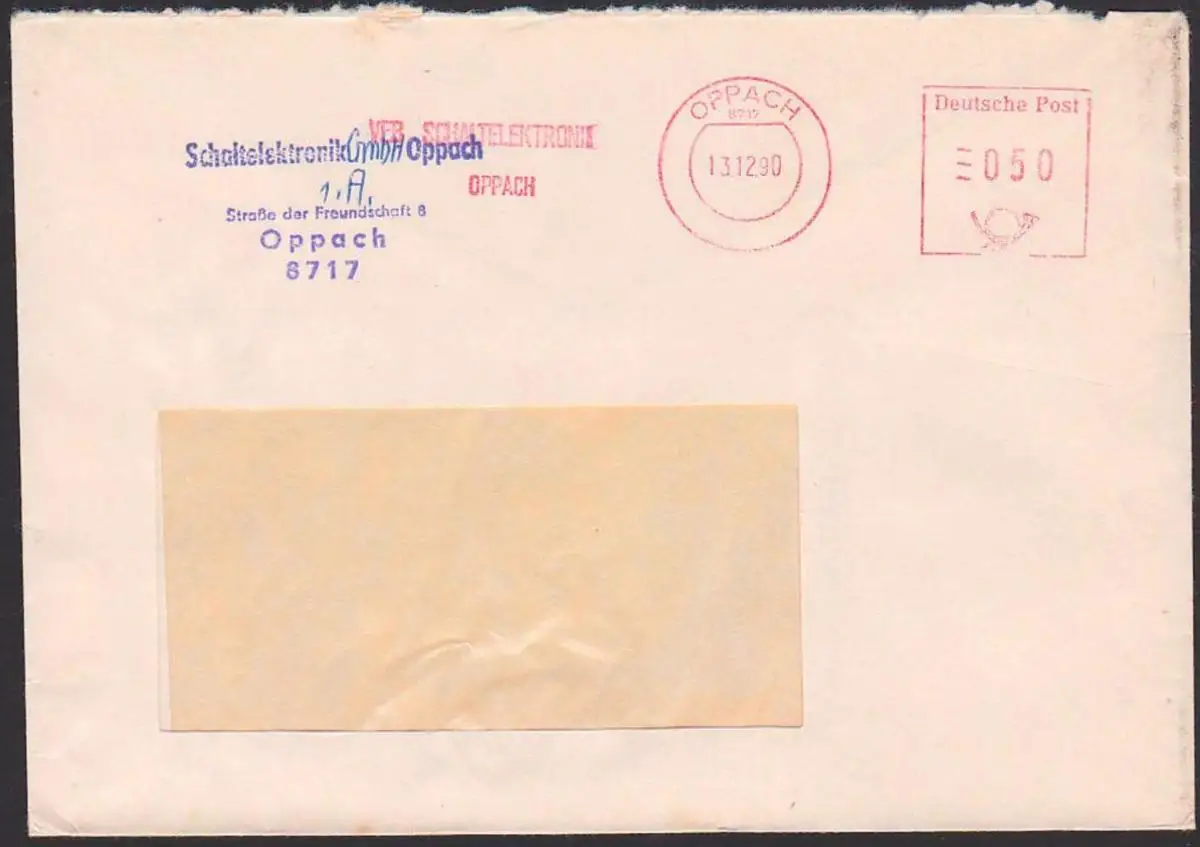 VEB SCHALTELEKTRONIK
OPPACH
Schaltelektronik GmbH Oppach
i.A.
Straße der Freundschaft 8
Oppach
8717
OPPACH
8717
13.12.90
Deutsche Post
050